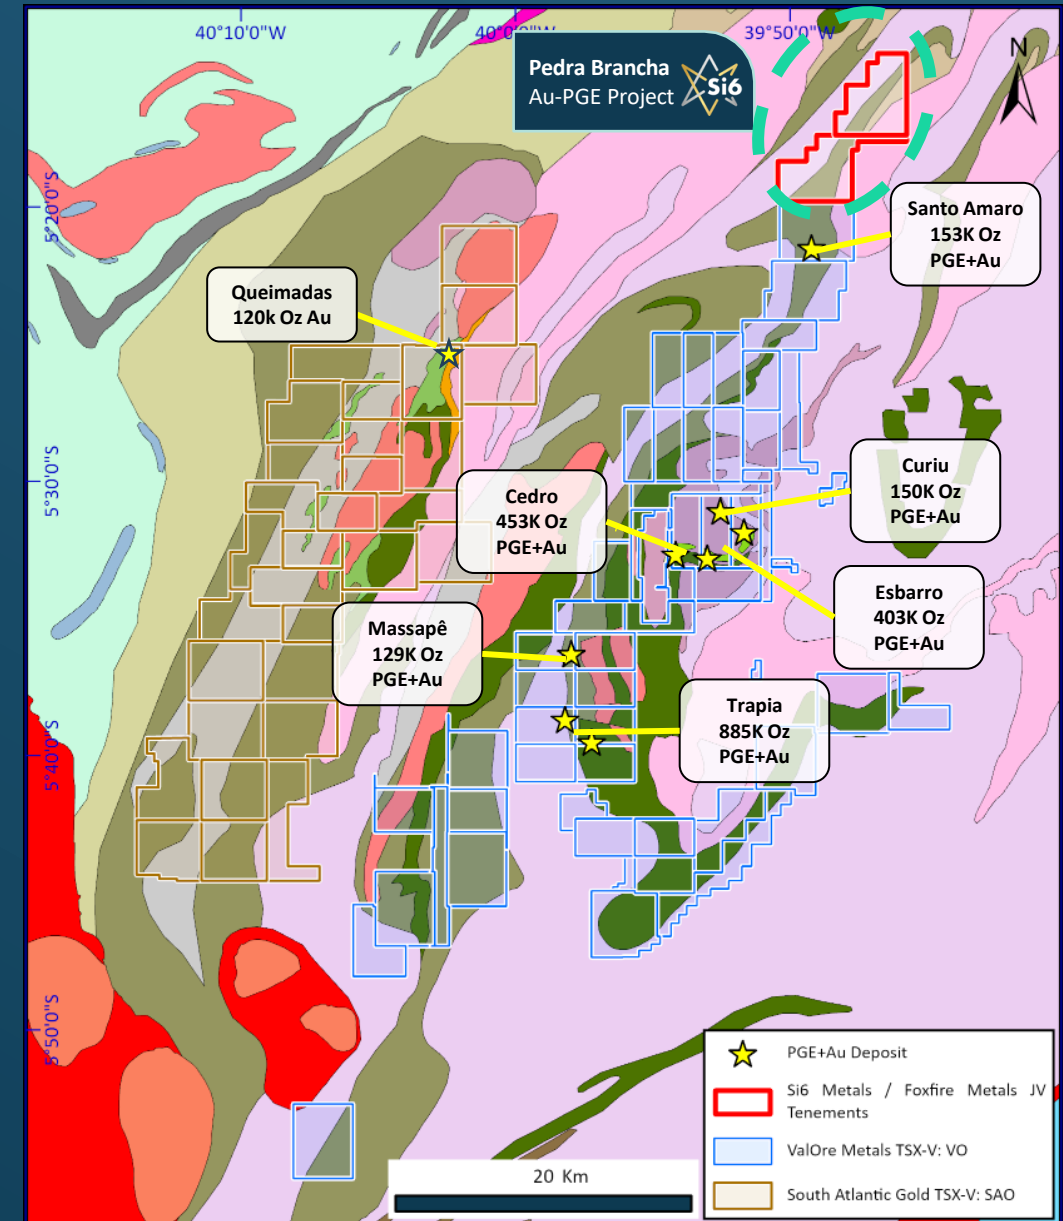 40°10'0"W
40°0'0"W
39°50'0"W
Pedra Brancha
Au-PGE Project
Si6
N
5°20'0"S
Santo Amaro
153K Oz
PGE+Au
Queimadas
120k Oz Au
5°30'0"S
Curiu
150K Oz
PGE+Au
Cedro
453K Oz
PGE+Au
Esbarro
403K Oz
PGE+Au
Massapê
129K Oz
PGE+Au
Trapia
885K Oz
PGE+Au
5°40'0"S
5°50'0"S
PGE+Au Deposit
Si6 Metals / Foxfire Metals JV
Tenements
ValOre Metals TSX-V: VO
South Atlantic Gold TSX-V: SAO
20 Km